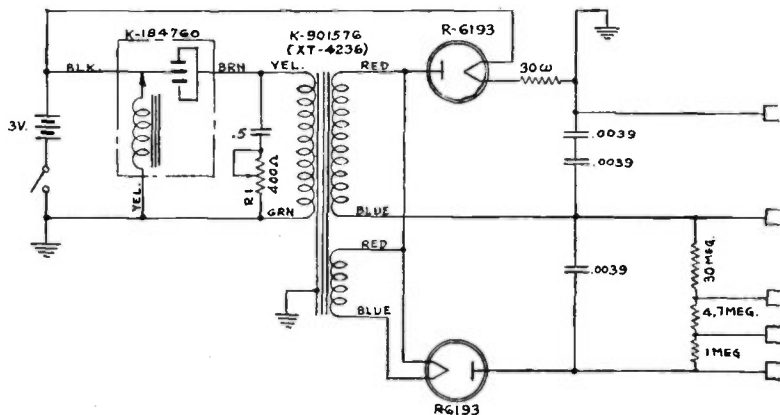 K-184760
K-901576
(XT-4236)
R-6193
BLK.
BRN
YEL.
RED
30Ω
3V.
.5
.0039
.0039
400Ω
R1
YEL.
GRN
BLUE
RED
.0039
30 MEG.
4,7MEG.
BLUE
1MEG
R6193